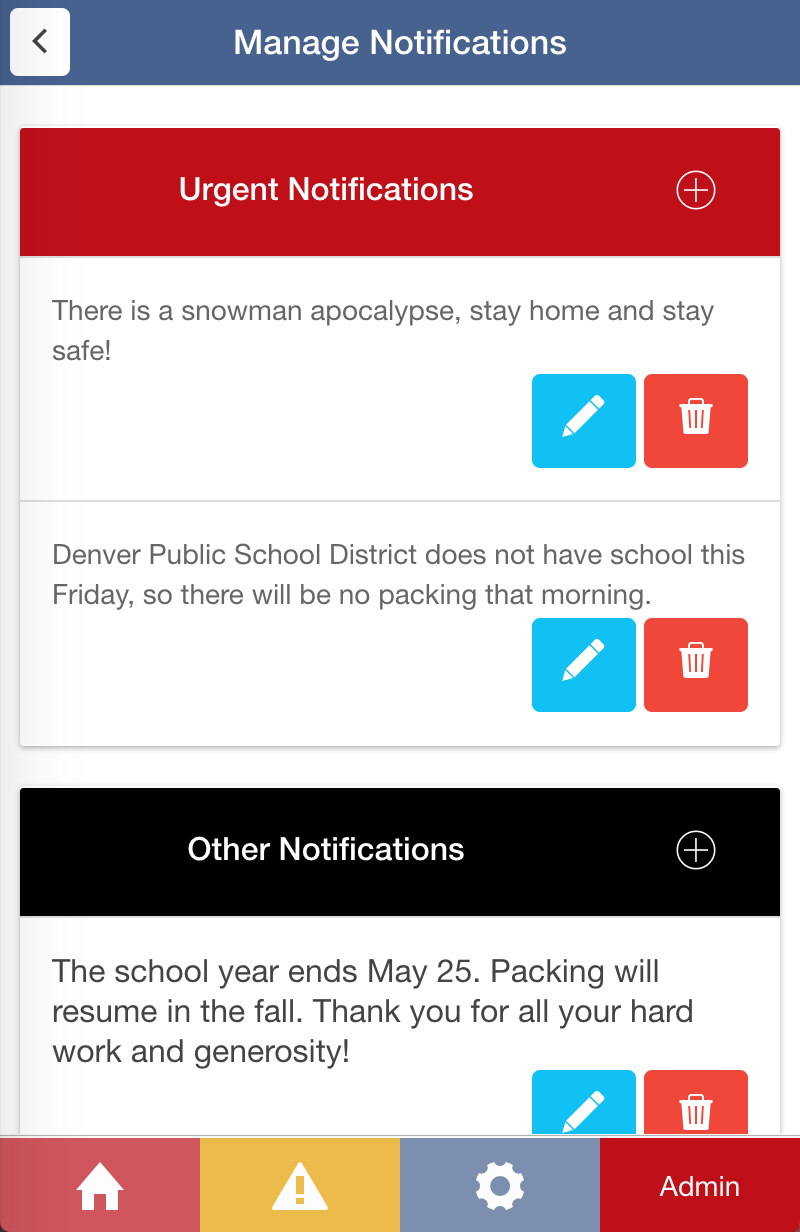 Manage Notifications
Urgent Notifications
There is a snowman apocalypse, stay home and stay
safe!
Denver Public School District does not have school this
Friday, so there will be no packing that morning.
Other Notifications
The school year ends May 25. Packing will
resume in the fall. Thank you for all your hard
work and generosity!
Admin